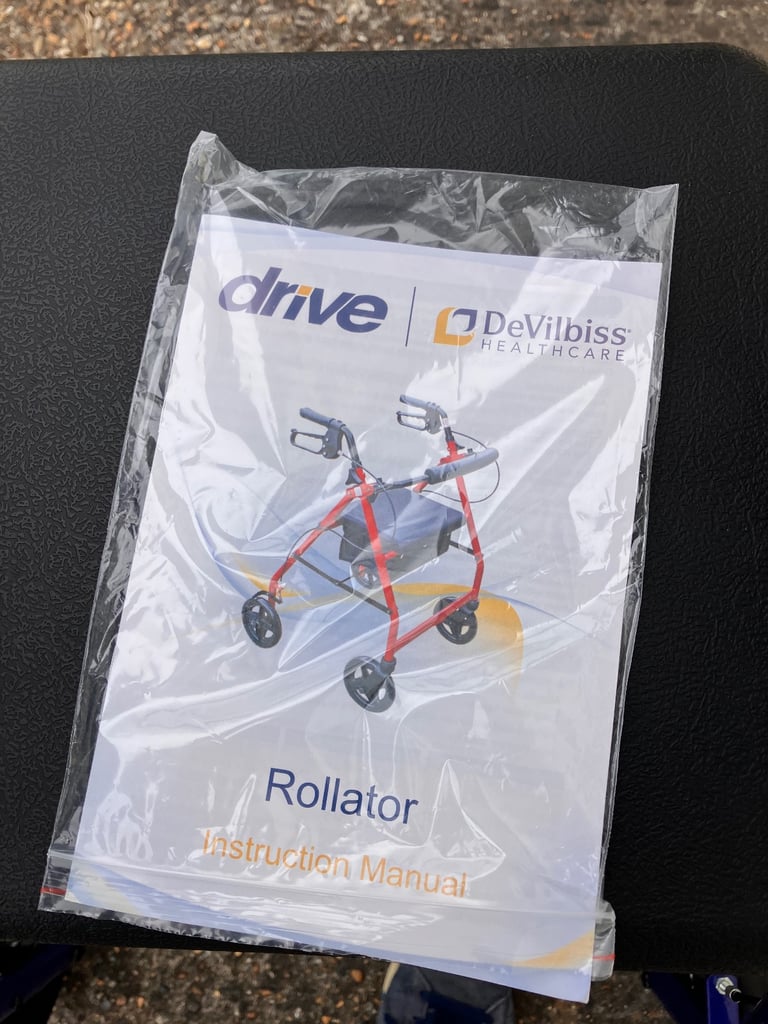 drive
DeVilbiss
HEALTHCARE
Rollator
Instruction Manual